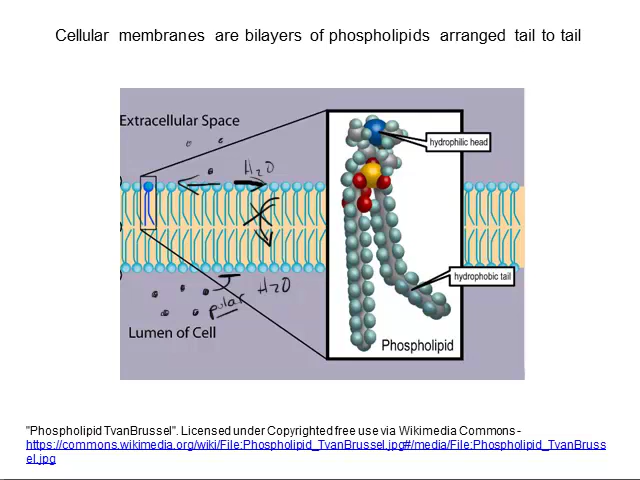 Cellular membranes are bilayers of phospholipids arranged tail to tail
Extracellular Space
H2O
hydrophilic head
hydrophobic tail
H2O
polar
Lumen of Cell
Phospholipid
"Phospholipid TvanBrussel". Licensed under Copyrighted free use via Wikimedia Commons -
https://commons.wikimedia.org/wiki/File:Phospholipid_TvanBrussel.jpg#/media/File:Phospholipid_TvanBruss
el.jpg